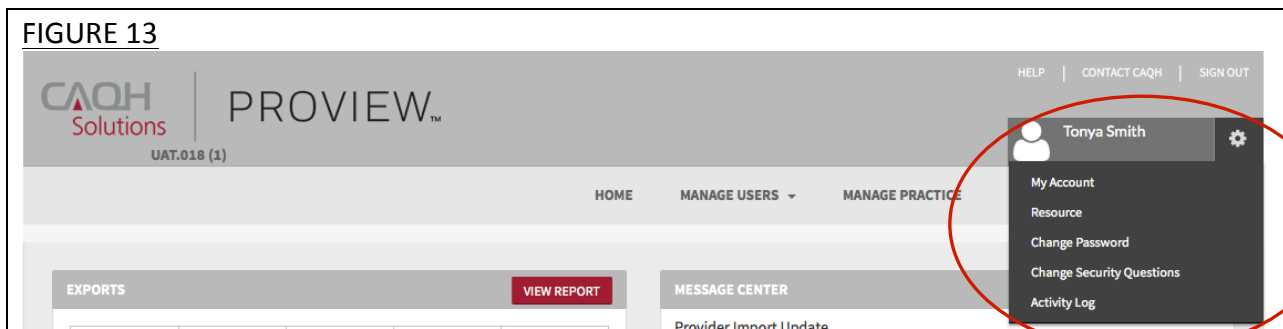 FIGURE 13
CAQH Solutions PROVIEW™
UAT.018 (1)
HELP | CONTACT CAQH | SIGN OUT
Tonya Smith
My Account
Resource
Change Password
Change Security Questions
Activity Log
HOME MANAGE USERS MANAGE PRACTICE
EXPORTS VIEW REPORT MESSAGE CENTER
Provider Import Update